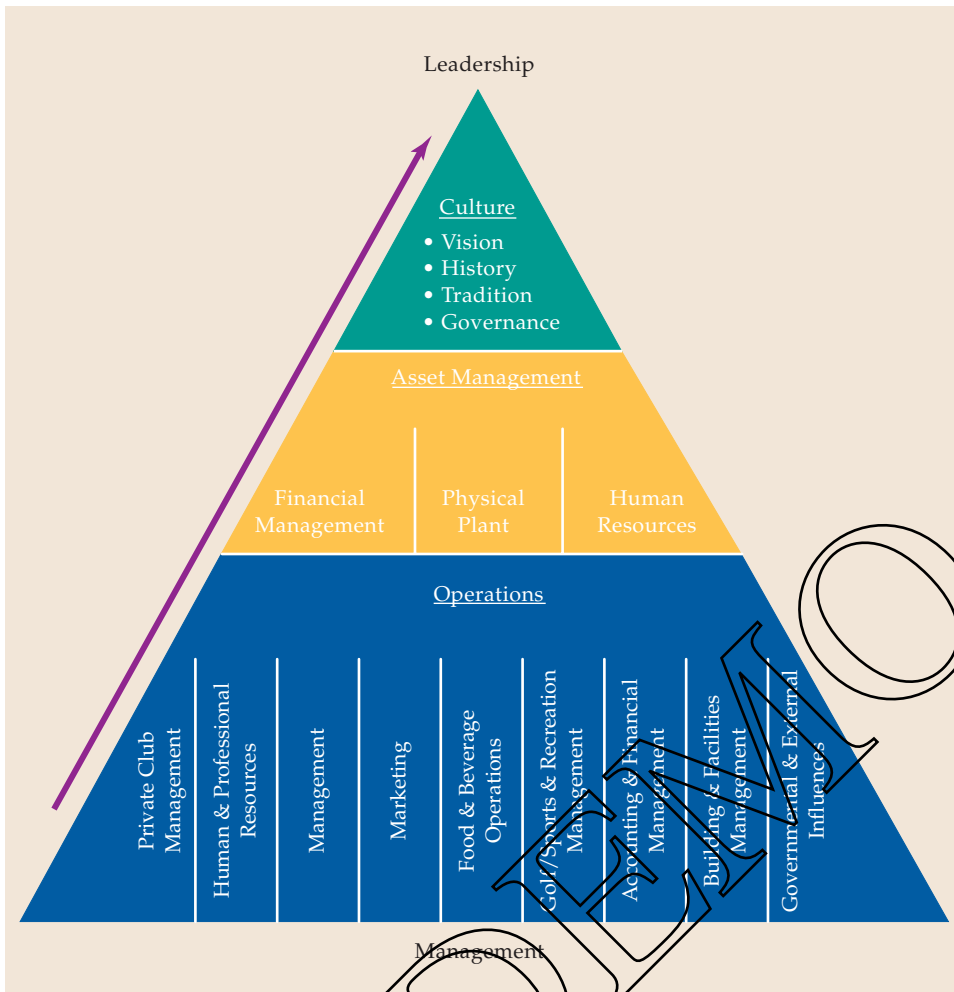 Leadership
Culture
• Vision
• History
• Tradition
• Governance
Asset Management
Financial
Management
Physical
Plant
Human
Resources
Operations
Private Club
Management
Human & Professional
Resources
Management
Marketing
Food & Beverage
Operations
Golf/Sports & Recreation
Management
Accounting & Financial
Management
Building & Facilities
Management
Governmental & External
Influences
Management
DEMO